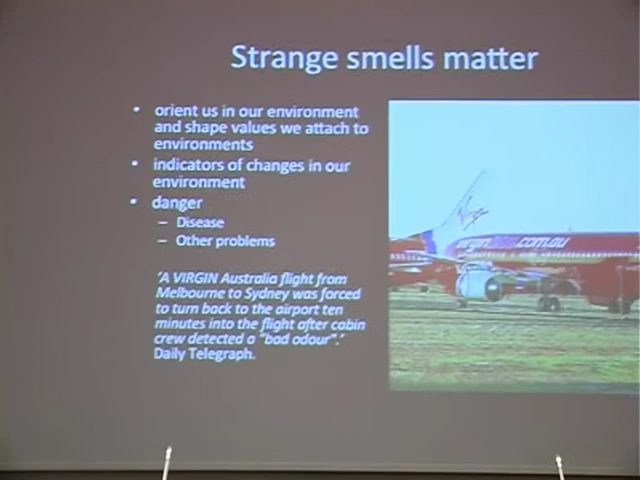 Strange smells matter
• orient us in our environment
and shape values we attach to
environments
• indicators of changes in our
environment
• danger
– Disease
– Other problems
'A VIRGIN Australia flight from
Melbourne to Sydney was forced
to turn back to the airport ten
minutes into the flight after cabin
crew detected a "bad odour".'
Daily Telegraph.
virginblue.com.au